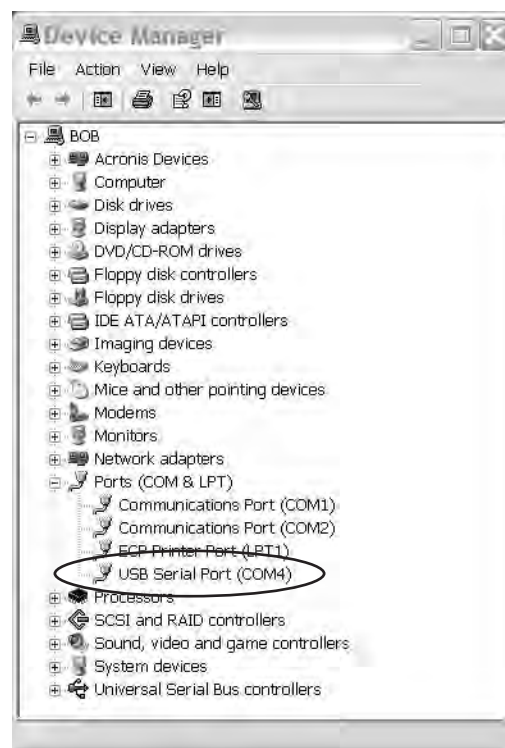 Device Manager
File Action View Help
BOB
Acronis Devices
Computer
Disk drives
Display adapters
DVD/CD-ROM drives
Floppy disk controllers
Floppy disk drives
IDE ATA/ATAPI controllers
Imaging devices
Keyboards
Mice and other pointing devices
Modems
Monitors
Network adapters
Ports (COM & LPT)
Communications Port (COM1)
Communications Port (COM2)
ECP Printer Port (LPT1)
USB Serial Port (COM4)
Processors
SCSI and RAID controllers
Sound, video and game controllers
System devices
Universal Serial Bus controllers